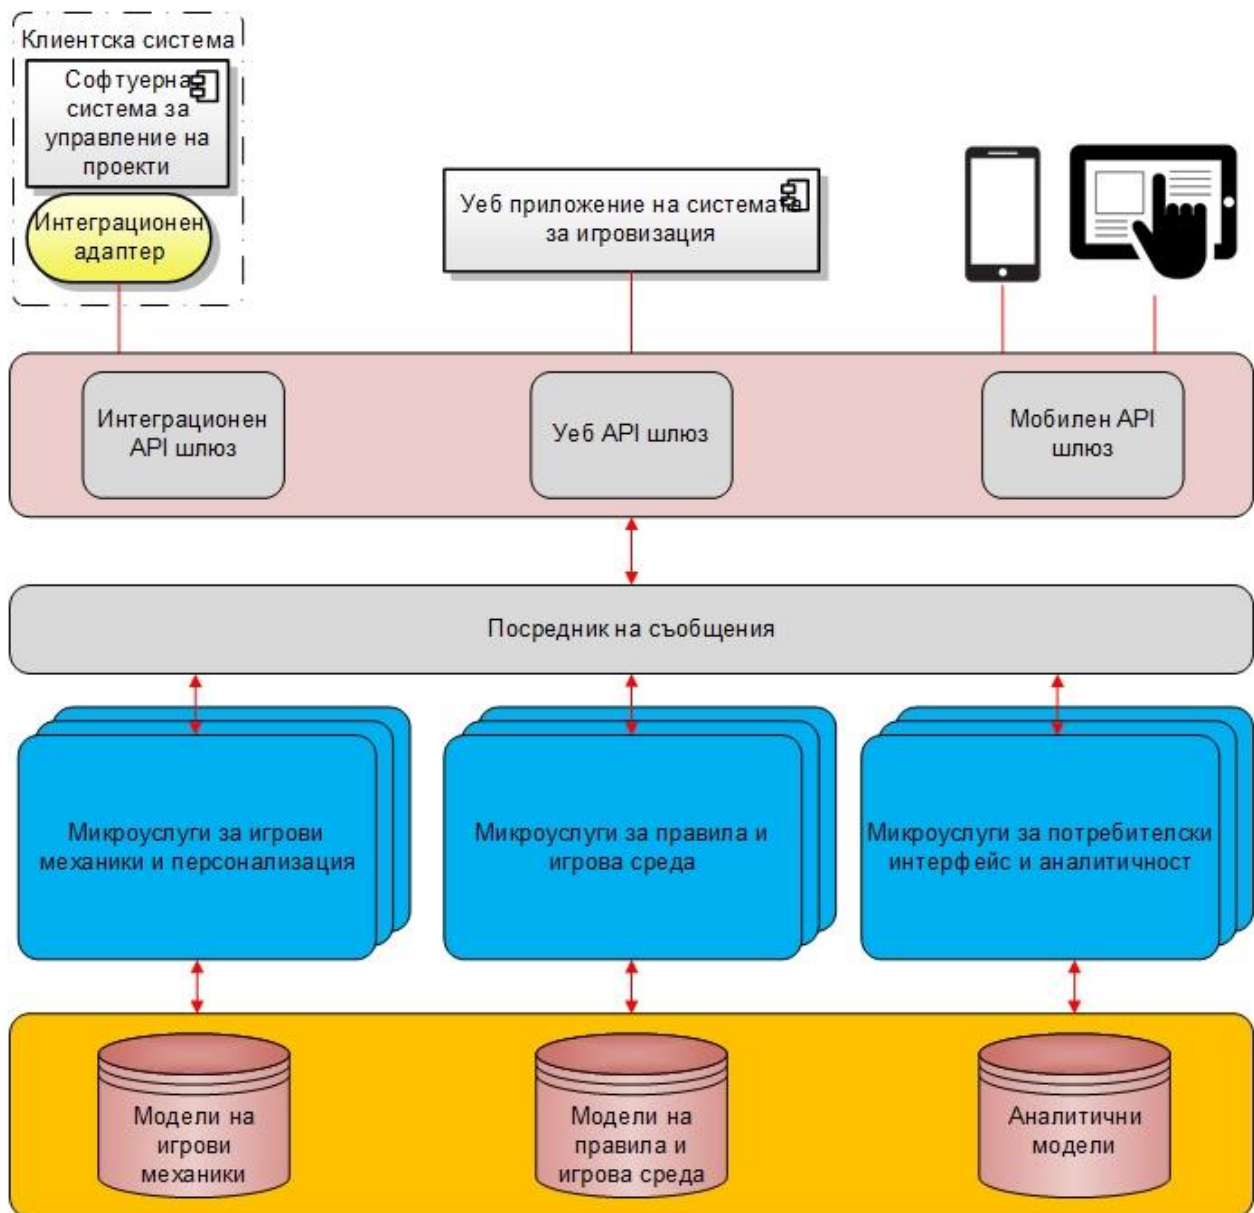 Клиентска система
Софтуерна
система за
управление на
проекти
Интеграционен
адаптер
Уеб приложение на системата
за игровизация
Интеграционен
API шлюз
Уеб API шлюз
Мобилен API
шлюз
Посредник на съобщения
Микроуслуги за игрови
механики и персонализация
Микроуслуги за правила и
игрова среда
Микроуслуги за потребителски
интерфейс и аналитичност
Модели на
игрови
механики
Модели на
правила и
игрова среда
Аналитични
модели